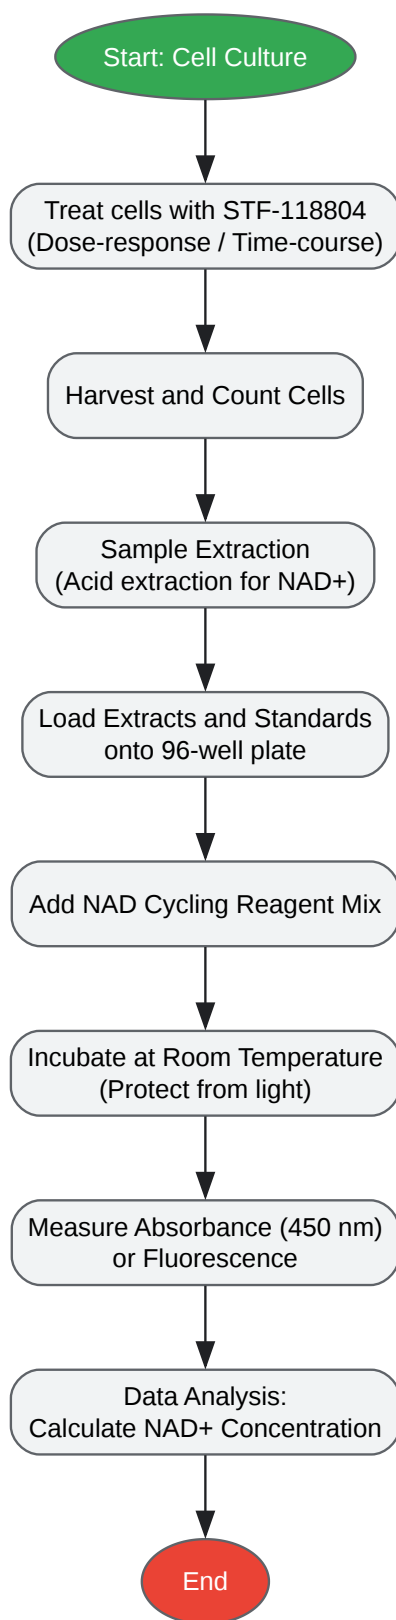 Start: Cell Culture
Treat cells with STF-118804
(Dose-response / Time-course)
Harvest and Count Cells
Sample Extraction
(Acid extraction for NAD+)
Load Extracts and Standards
onto 96-well plate
Add NAD Cycling Reagent Mix
Incubate at Room Temperature
(Protect from light)
Measure Absorbance (450 nm)
or Fluorescence
Data Analysis:
Calculate NAD+ Concentration
End